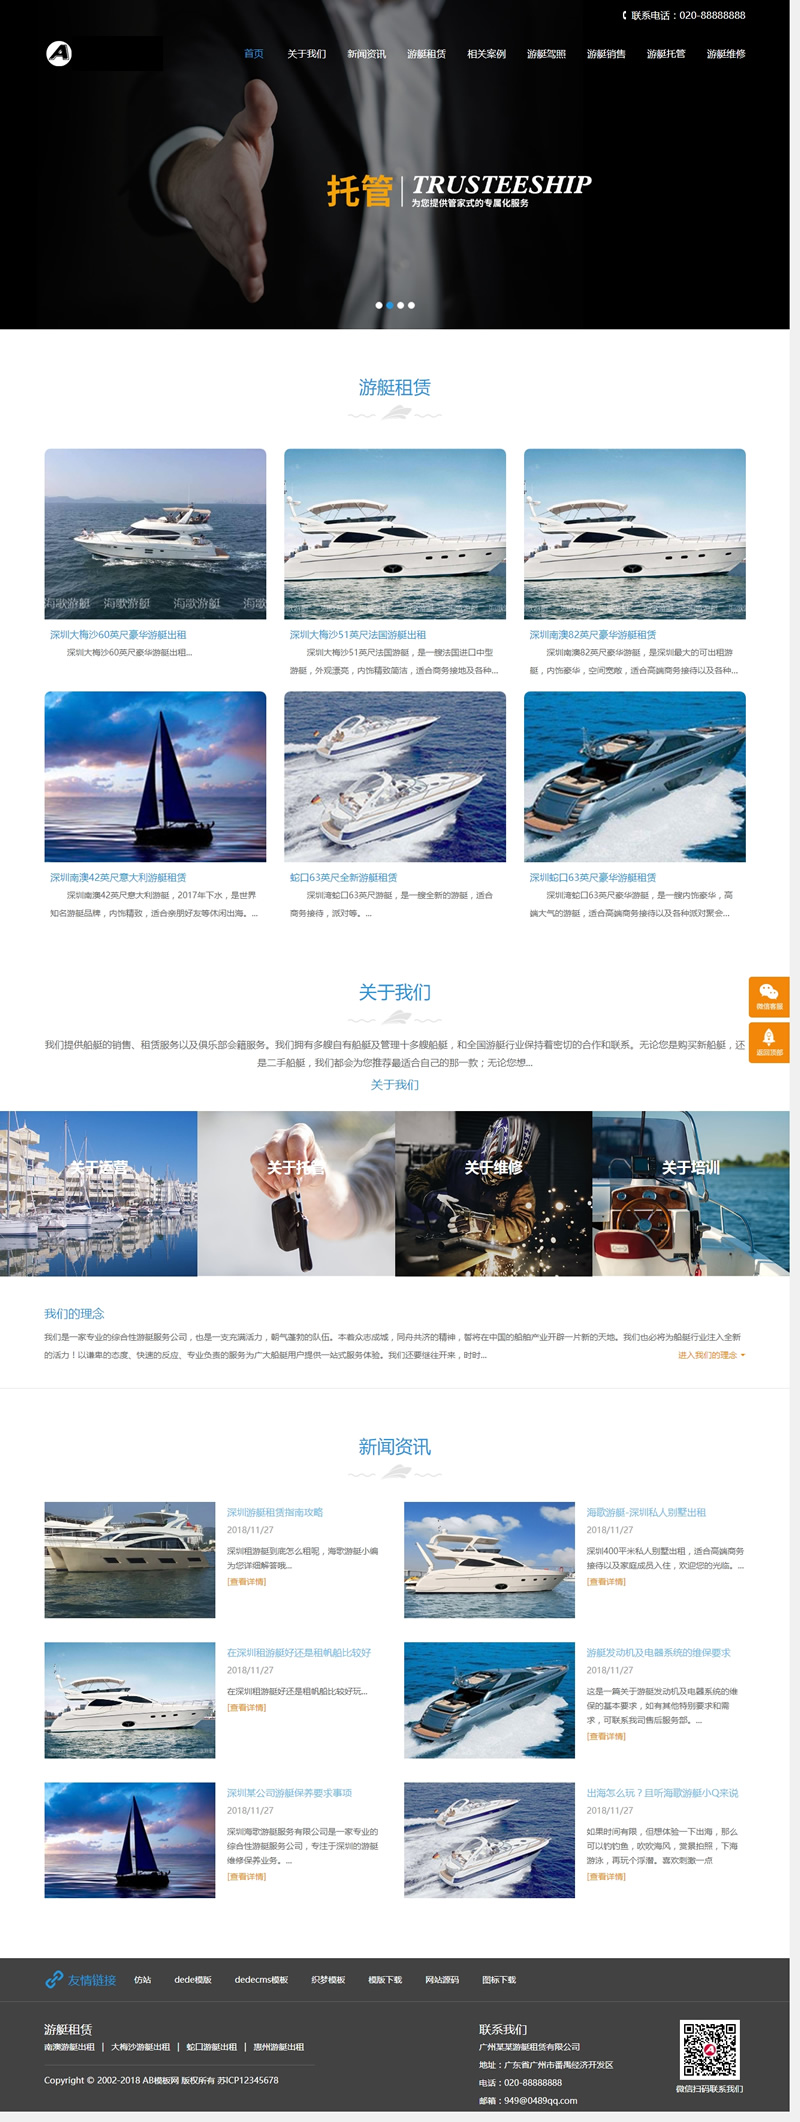 联系电话：020-88888888
首页 关于我们 新闻资讯 游艇租赁 相关案例 游艇驾照 游艇销售 游艇托管 游艇维修
托管 TRUSTEESHIP
为您提供管家式的专属化服务
游艇租赁
海歌游艇 海歌游艇 海歌游艇 海歌
深圳大梅沙60英尺豪华游艇出租
深圳大梅沙60英尺豪华游艇出租...
深圳大梅沙51英尺法国游艇出租
深圳大梅沙51英尺法国游艇，是一艘法国进口中型
游艇，外观漂亮，内饰精致简洁，适合商务接地及各种...
深圳南澳82英尺豪华游艇租赁
深圳南澳82英尺豪华游艇，是深圳最大的可出租游
艇，内饰豪华，空间宽敞，适合高端商务接待以及各种...
深圳南澳42英尺意大利游艇租赁
深圳南澳42英尺意大利游艇，2017年下水，是世界
知名游艇品牌，内饰精致，适合亲朋好友等休闲出海。...
蛇口63英尺全新游艇租赁
深圳湾蛇口63英尺游艇，是一艘全新的游艇，适合
商务接待，派对等。...
深圳蛇口63英尺豪华游艇租赁
深圳湾蛇口63英尺豪华游艇，是一艘内饰豪华，高
端大气的游艇，适合高端商务接待以及各种派对聚会...
微信客服
返回顶部
关于我们
我们提供船艇的销售、租赁服务以及俱乐部会籍服务。我们拥有多艘自有船艇及管理十多艘船艇，和全国游艇行业保持着密切的合作和联系。无论您是购买新船艇，还
是二手船艇，我们都会为您推荐最适合自己的那一款；无论您想...
关于我们
关于运营 关于托管 关于维修 关于培训
我们的理念
我们是一家专业的综合性游艇服务公司，也是一支充满活力，朝气蓬勃的队伍。本着众志成城，同舟共济的精神，誓将在中国的船舶产业开辟一片新的天地。我们也必将为船艇行业注入全新
的活力！以谦卑的态度、快速的反应、专业负责的服务为广大船艇用户提供一站式服务体验。我们还要继往开来，时时...
进入我们的理念
新闻资讯
深圳游艇租赁指南攻略
2018/11/27
深圳租游艇到底怎么租呢，海歌游艇小编
为您详细解答哦...
[查看详情]
海歌游艇-深圳私人别墅出租
2018/11/27
深圳400平米私人别墅出租，适合高端商务
接待以及家庭成员入住，欢迎您的光临。...
[查看详情]
在深圳租游艇好还是租帆船比较好
2018/11/27
在深圳租游艇好还是租帆船比较好玩...
[查看详情]
游艇发动机及电器系统的维保要求
2018/11/27
这是一篇关于游艇发动机及电器系统的维
保的基本要求，如有其他特别要求和需
求，可联系我司售后服务部。...
[查看详情]
深圳某公司游艇保养要求事项
2018/11/27
深圳海歌游艇服务有限公司是一家专业的
综合性游艇服务公司，专注于深圳的游艇
维修保养业务。...
[查看详情]
出海怎么玩？且听海歌游艇小Q来说
2018/11/27
如果时间有限，但想体验一下出海，那么
可以钓钓鱼，吹吹海风，赏景拍照，下海
游泳，再玩个浮潜。喜欢刺激一点
[查看详情]
友情链接 仿站 dede模版 dedecms模板 织梦模板 模版下载 网站源码 图标下载
游艇租赁
南澳游艇出租 | 大梅沙游艇出租 | 蛇口游艇出租 | 惠州游艇出租
Copyright © 2002-2018 AB模板网 版权所有 苏ICP12345678
联系我们
广州某某游艇租赁有限公司
地址：广东省广州市番禺经济开发区
电话：020-88888888
邮箱：949@0489qq.com
微信扫码联系我们